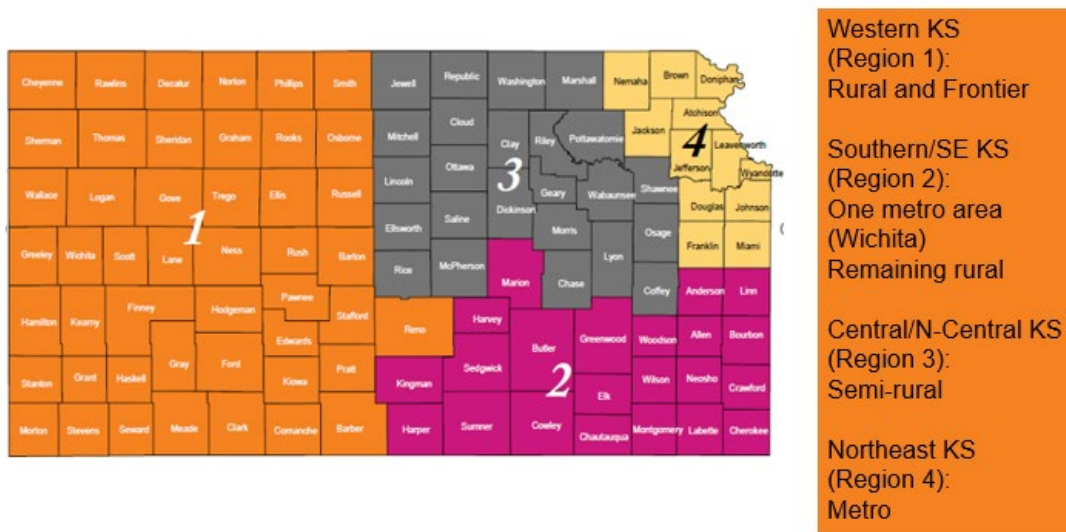 Cheyenne Rawlins Decatur Norton Phillips Smith Jewell Republic Washington Marshall Nemaha Brown Doniphan
Sherman Thomas Sheridan Graham Rooks Osborne Mitchell Cloud Clay Riley Pottawatomie Jackson Atchison
4 Leavenworth
Jefferson Wyandotte
Wallace Logan Gove Trego Ellis Russell Lincoln Ottawa 3 Geary Wabaunsee Shawnee Douglas Johnson
Saline Dickinson
Greeley Wichita Scott Lane 1 Ness Rush Barton Ellsworth Morris Osage Franklin Miami
Rice McPherson Marion Chase Lyon Coffey Anderson Linn
Hamilton Kearny Finney Hodgeman Pawnee Stafford Reno Harvey Greenwood Woodson Allen Bourbon
Gray Ford Edwards Butler
Stanton Grant Haskell Kiowa Pratt Kingman Sedgwick 2 Elk Wilson Neosho Crawford
Morton Stevens Seward Meade Clark Comanche Barber Harper Sumner Cowley Chautauqua Montgomery Labette Cherokee
Western KS
(Region 1):
Rural and Frontier
Southern/SE KS
(Region 2):
One metro area
(Wichita)
Remaining rural
Central/N-Central KS
(Region 3):
Semi-rural
Northeast KS
(Region 4):
Metro